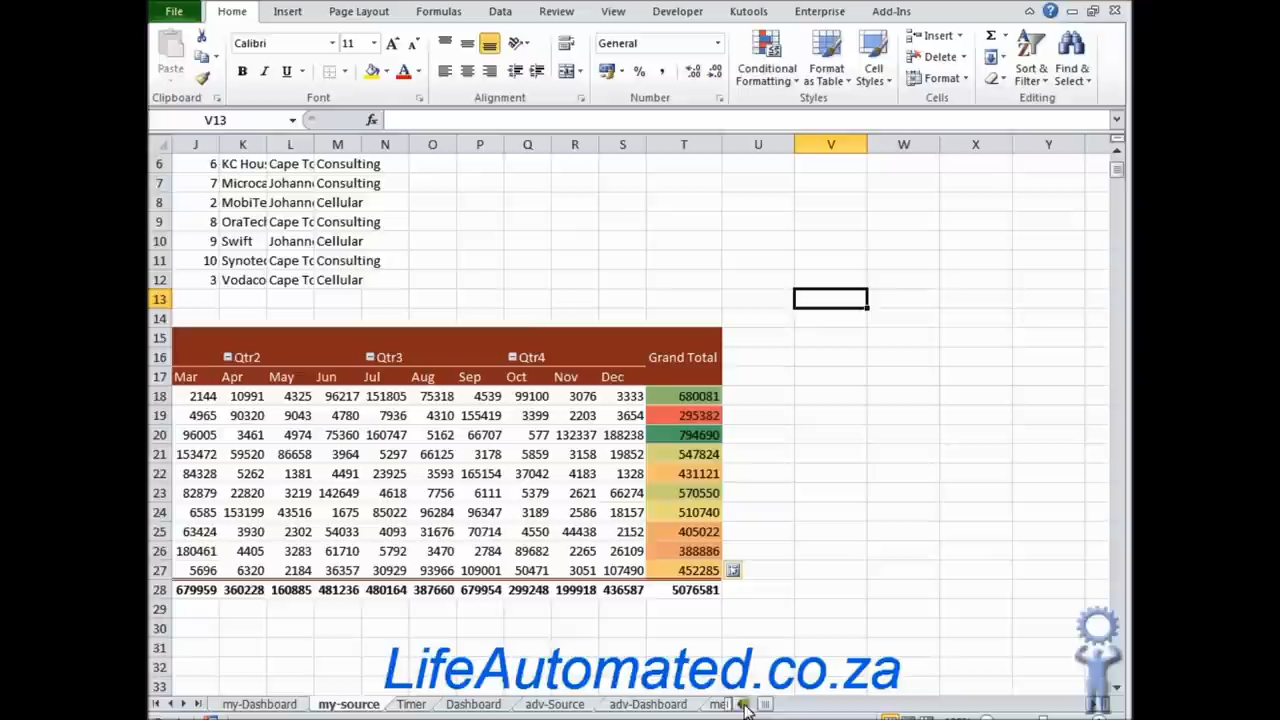 File Home Insert Page Layout Formulas Data Review View Developer Kutools Enterprise Add-Ins
Calibri 11 General Insert Σ
Paste B I U % , Conditional Formatting Format as Table Cell Styles Delete Format Sort & Filter Find & Select
Clipboard Font Alignment Number Styles Cells Editing
V13 fx
J K L M N O P Q R S T U V W X Y
6 6 KC Hou Cape To Consulting
7 7 Microca Johann Consulting
8 2 MobiTe Johann Cellular
9 8 OraTech Cape To Consulting
10 9 Swift Johann Cellular
11 10 Synotec Cape To Consulting
12 3 Vodaco Cape To Cellular
13
14
15
16 Qtr2 Qtr3 Qtr4 Grand Total
17 Mar Apr May Jun Jul Aug Sep Oct Nov Dec
18 2144 10991 4325 96217 151805 75318 4539 99100 3076 3333 680081
19 4965 90320 9043 4780 7936 4310 155419 3399 2203 3654 295382
20 96005 3461 4974 75360 160747 5162 66707 577 132337 188238 794690
21 153472 59520 86658 3964 5297 66125 3178 5859 3158 19852 547824
22 84328 5262 1381 4491 23925 3593 165154 37042 4183 1328 431121
23 82879 22820 3219 142649 4618 7756 6111 5379 2621 66274 570550
24 6585 153199 43516 1675 85022 96284 96347 3189 2586 18157 510740
25 63424 3930 2302 54033 4093 31676 70714 4550 44438 2152 405022
26 180461 4405 3283 61710 5792 3470 2784 89682 2265 26109 388886
27 5696 6320 2184 36357 30929 93966 109001 50471 3051 107490 452285
28 679959 360228 160885 481236 480164 387660 679954 299248 199918 436587 5076581
29
30
31
32
33
LifeAutomated.co.za
my-Dashboard my-source Timer Dashboard adv-Source adv-Dashboard me